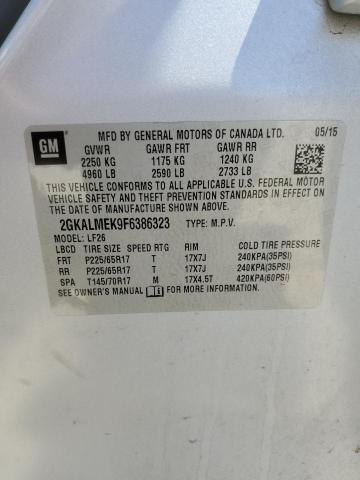 GM
MFD BY GENERAL MOTORS OF CANADA LTD. 05/15
GVWR GAWR FRT GAWR RR
2250 KG 1175 KG 1240 KG
4960 LB 2590 LB 2733 LB
THIS VEHICLE CONFORMS TO ALL APPLICABLE U.S. FEDERAL MOTOR
VEHICLE SAFETY AND THEFT PREVENTION STANDARDS IN EFFECT ON
THE DATE OF MANUFACTURE SHOWN ABOVE.
2GKALMEK9F6386323 TYPE: M.P.V.
MODEL: LF26
LBCD TIRE SIZE SPEED RTG RIM COLD TIRE PRESSURE
FRT P225/65R17 T 17X7J 240KPA(35PSI)
RR P225/65R17 T 17X7J 240KPA(35PSI)
SPA T145/70R17 M 17X4.5T 420KPA(60PSI)
SEE OWNER'S MANUAL FOR MORE INFORMATION.